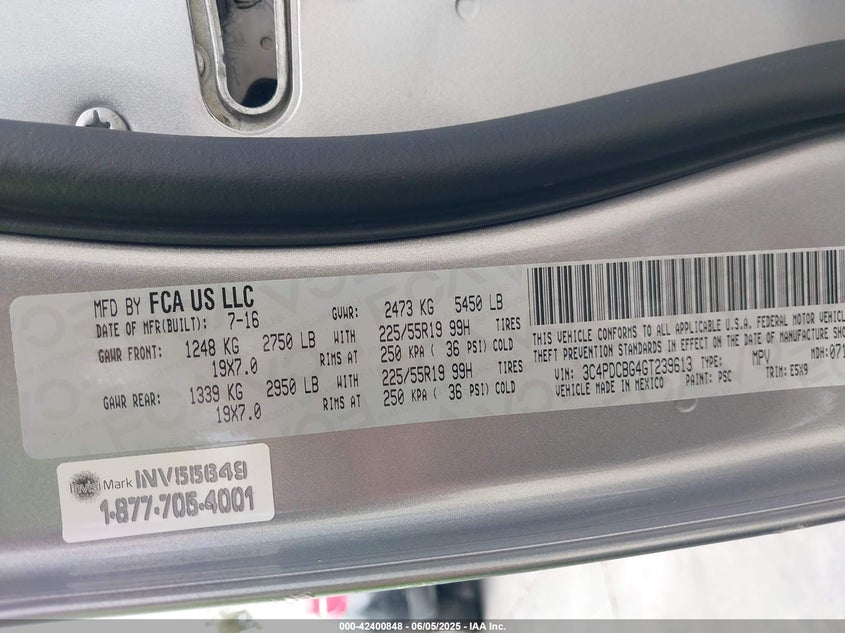 MFD BY FCA US LLC
DATE OF MFR(BUILT): 7-16 GVWR: 2473 KG 5450 LB
GAWR FRONT: 1248 KG 2750 LB WITH 225/55R19 99H TIRES
19X7.0 RIMS AT 250 KPA ( 36 PSI) COLD
GAWR REAR: 1339 KG 2950 LB WITH 225/55R19 99H TIRES
19X7.0 RIMS AT 250 KPA ( 36 PSI) COLD
THIS VEHICLE CONFORMS TO ALL APPLICABLE U.S.A. FEDERAL MOTOR VEHICLE
THEFT PREVENTION STANDARDS IN EFFECT ON THE DATE OF MANUFACTURE
VIN: 3C4PDCBG4GT239613 TYPE: MPV MDH:071
VEHICLE MADE IN MEXICO PAINT: PSC TRIM: E5X9
Mark INV555649
1-877-705-4001
000-42400848 - 06/05/2025 - IAA Inc.